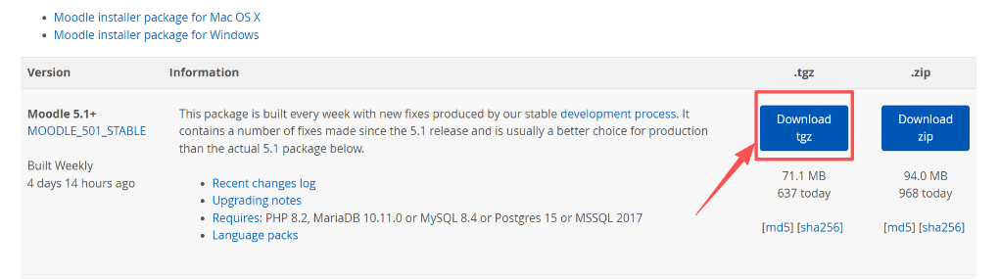 Moodle installer package for Mac OS X
Moodle installer package for Windows
Version Information .tgz .zip
Moodle 5.1+
MOODLE_501_STABLE
Built Weekly
4 days 14 hours ago
This package is built every week with new fixes produced by our stable development process. It
contains a number of fixes made since the 5.1 release and is usually a better choice for production
than the actual 5.1 package below.
Recent changes log
Upgrading notes
Requires: PHP 8.2, MariaDB 10.11.0 or MySQL 8.4 or Postgres 15 or MSSQL 2017
Language packs
Download
tgz
71.1 MB
637 today
[md5] [sha256]
Download
zip
94.0 MB
968 today
[md5] [sha256]